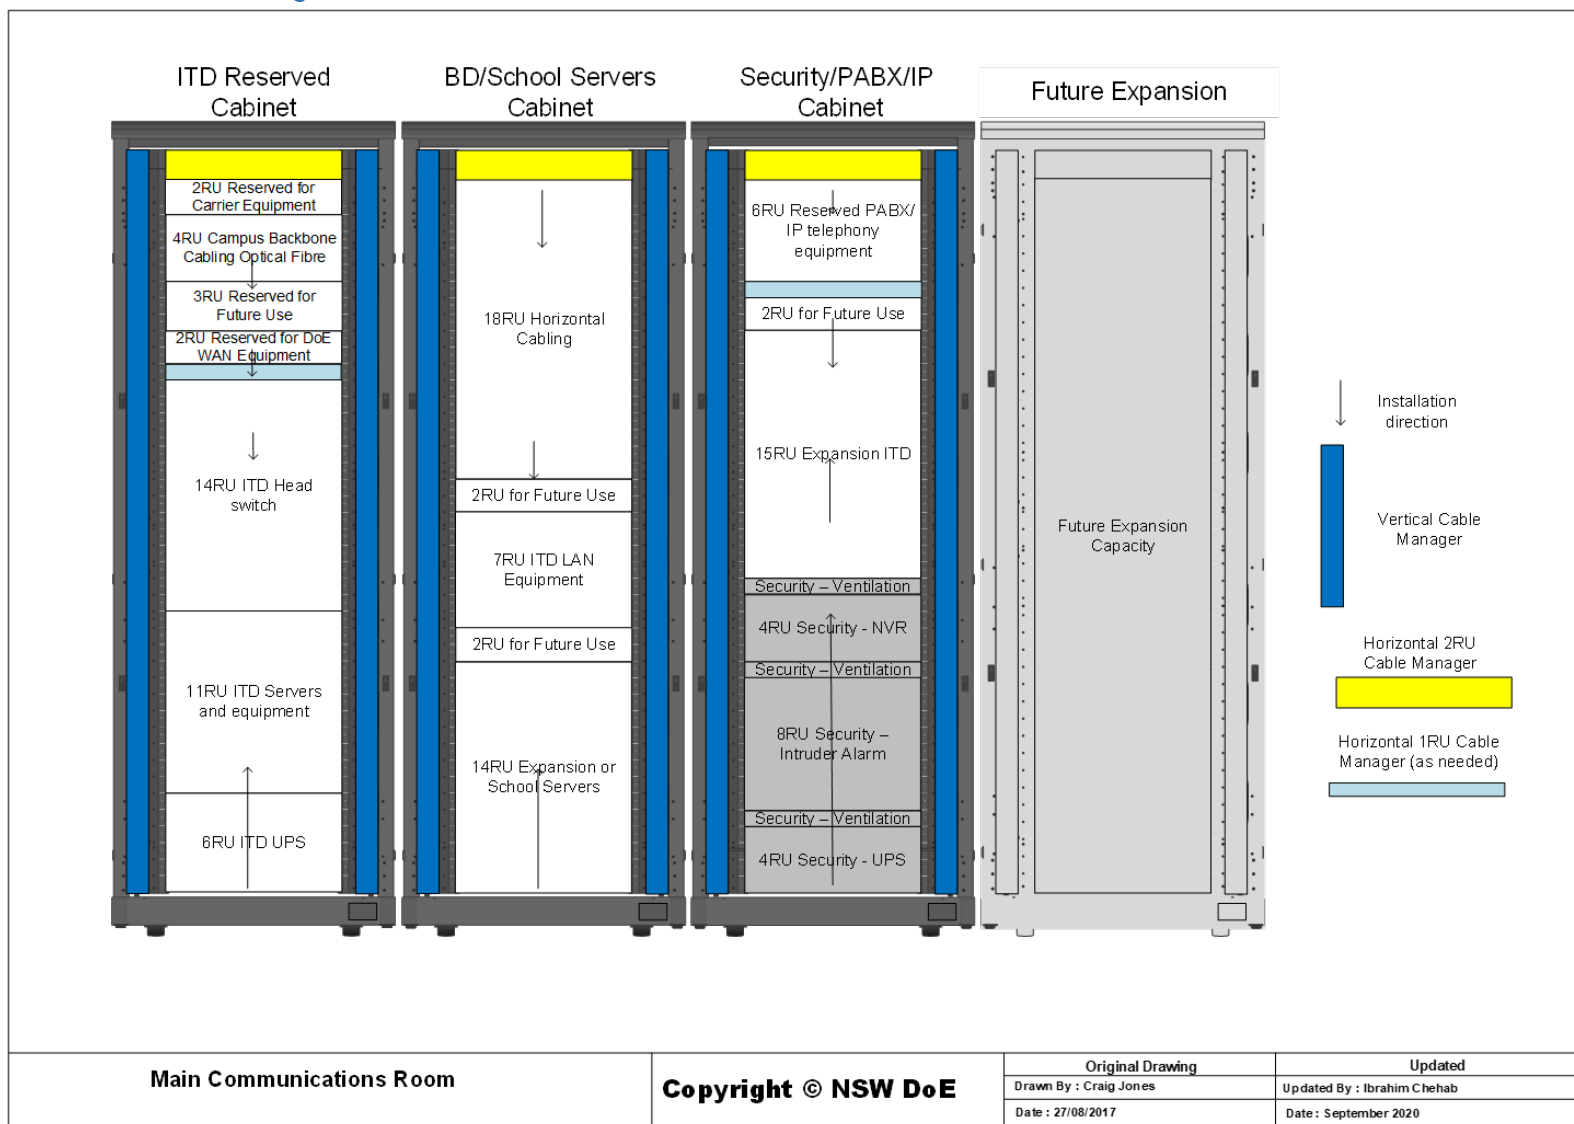 ITD Reserved
Cabinet
BD/School Servers
Cabinet
Security/PABX/IP
Cabinet
Future Expansion
2RU Reserved for
Carrier Equipment
4RU Campus Backbone
Cabling Optical Fibre
3RU Reserved for
Future Use
2RU Reserved for DoE
WAN Equipment
14RU ITD Head
switch
11RU ITD Servers
and equipment
6RU ITD UPS
18RU Horizontal
Cabling
2RU for Future Use
7RU ITD LAN
Equipment
2RU for Future Use
14RU Expansion or
School Servers
6RU Reserved PABX/
IP telephony
equipment
2RU for Future Use
15RU Expansion ITD
Security – Ventilation
4RU Security - NVR
Security – Ventilation
8RU Security –
Intruder Alarm
Security – Ventilation
4RU Security - UPS
Future Expansion
Capacity
Installation
direction
Vertical Cable
Manager
Horizontal 2RU
Cable Manager
Horizontal 1RU Cable
Manager (as needed)
Main Communications Room
Copyright © NSW DoE
Original Drawing
Drawn By : Craig Jones
Date : 27/08/2017
Updated
Updated By : Ibrahim Chehab
Date : September 2020